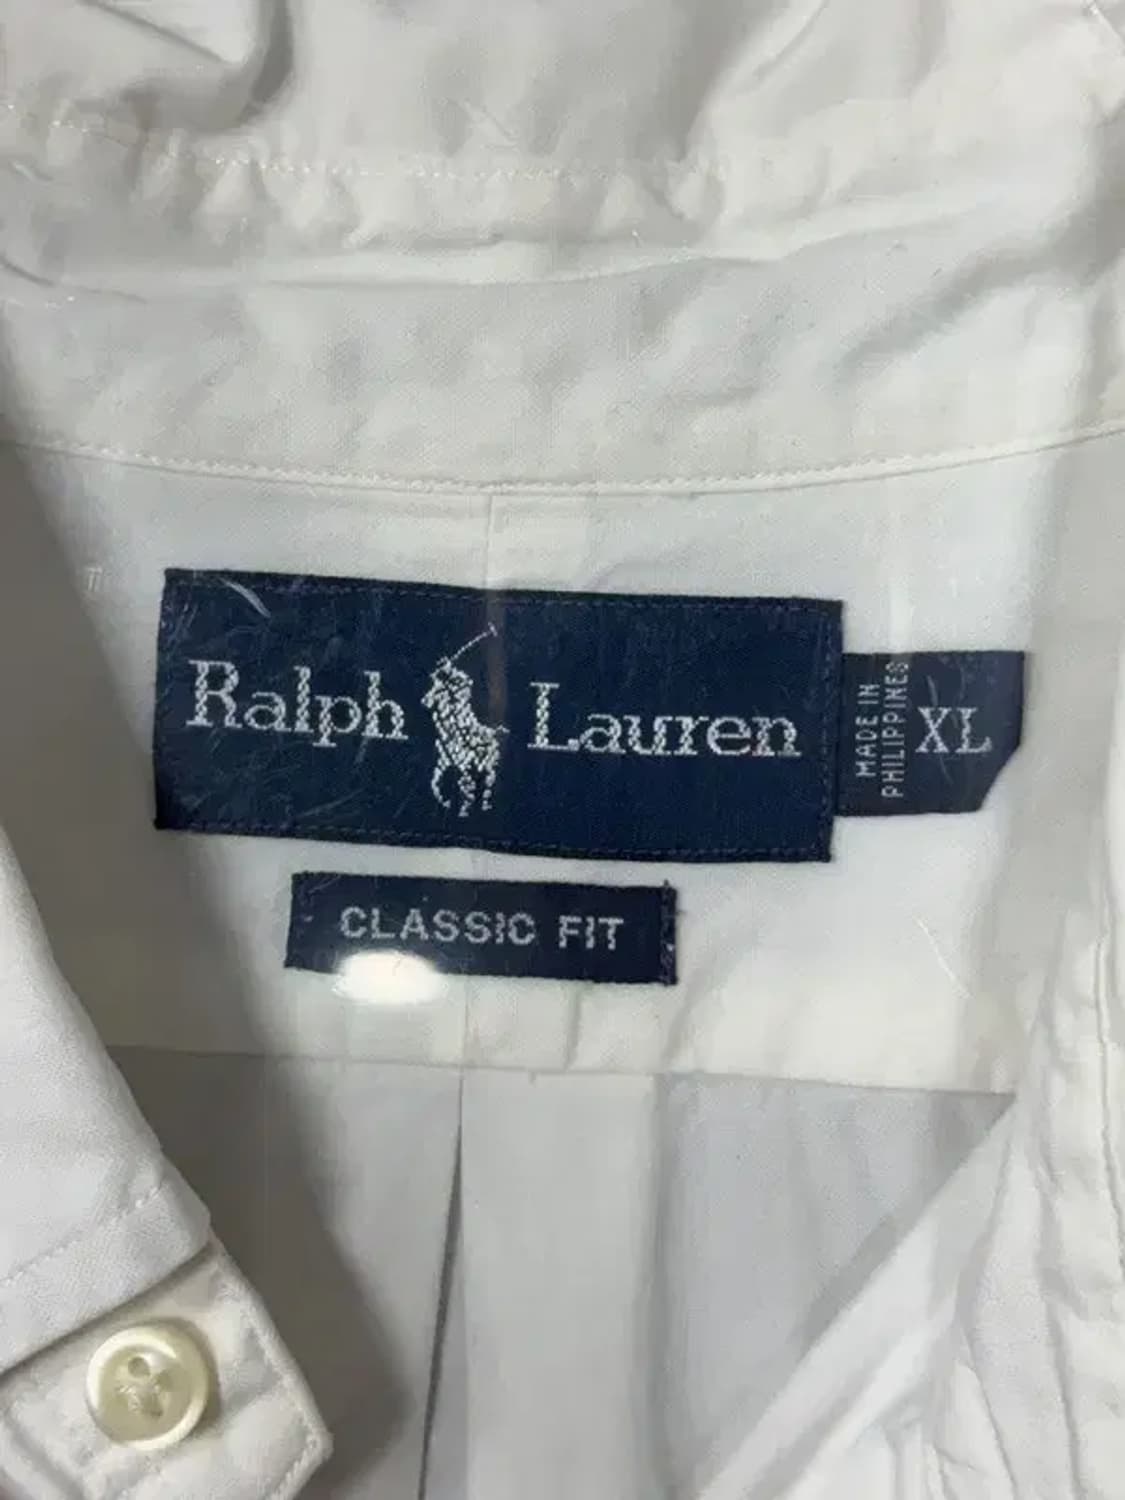 Ralph Lauren
MADE IN
PHILIPPINES
XL
CLASSIC FIT